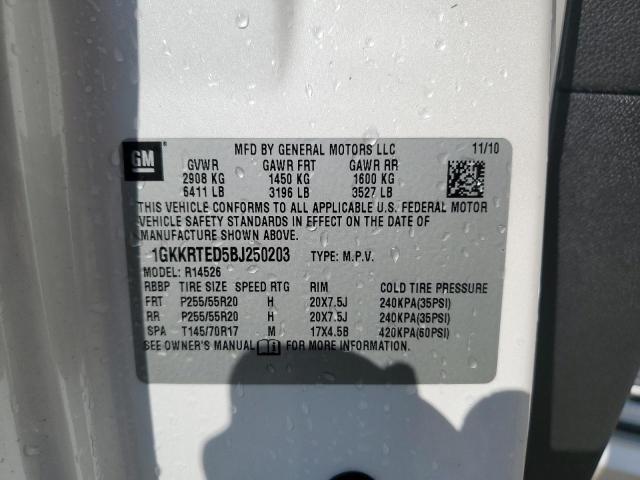 GM MFD BY GENERAL MOTORS LLC 11/10
GVWR GAWR FRT GAWR RR
2908 KG 1450 KG 1600 KG
6411 LB 3196 LB 3527 LB
THIS VEHICLE CONFORMS TO ALL APPLICABLE U.S. FEDERAL MOTOR
VEHICLE SAFETY STANDARDS IN EFFECT ON THE DATE OF
MANUFACTURE SHOWN ABOVE.
1GKKRTED5BJ250203 TYPE: M.P.V.
MODEL: R14526
RBBP TIRE SIZE SPEED RTG RIM COLD TIRE PRESSURE
FRT P255/55R20 H 20X7.5J 240KPA(35PSI)
RR P255/55R20 H 20X7.5J 240KPA(35PSI)
SPA T145/70R17 M 17X4.5B 420KPA(60PSI)
SEE OWNER'S MANUAL FOR MORE INFORMATION.